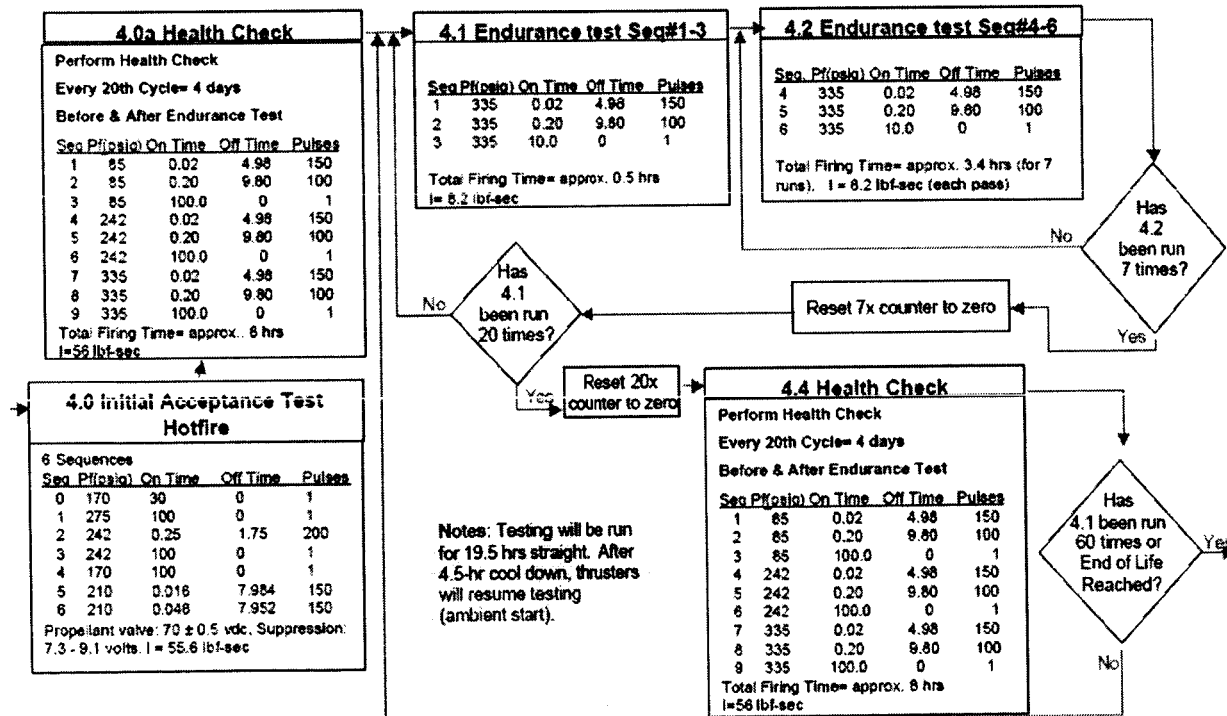 4.0a Health Check
Perform Health Check
Every 20th Cycle= 4 days
Before & After Endurance Test
Seq Pf(psig) On Time Off Time Pulses
1 85 0.02 4.98 150
2 85 0.20 9.80 100
3 85 100.0 0 1
4 242 0.02 4.98 150
5 242 0.20 9.80 100
6 242 100.0 0 1
7 335 0.02 4.98 150
8 335 0.20 9.80 100
9 335 100.0 0 1
Total Firing Time= approx.. 6 hrs
I=56 lbf-sec
4.0 Initial Acceptance Test
Hotfire
6 Sequences
Seq Pf(psig) On Time Off Time Pulses
0 170 30 0 1
1 275 100 0 1
2 242 0.25 1.75 200
3 242 100 0 1
4 170 100 0 1
5 210 0.016 7.984 150
6 210 0.048 7.952 150
Propellant valve: 70 ± 0.5 vdc, Suppression:
7.3 - 9.1 volts. I = 55.6 lbf-sec
4.1 Endurance test Seq#1-3
Seq Pf(psig) On Time Off Time Pulses
1 335 0.02 4.98 150
2 335 0.20 9.80 100
3 335 10.0 0 1
Total Firing Time= approx. 0.5 hrs
I= 8.2 lbf-sec
4.2 Endurance test Seq#4-6
Seq. Pf(psig) On Time Off Time Pulses
4 335 0.02 4.98 150
5 335 0.20 9.80 100
6 335 10.0 0 1
Total Firing Time= approx. 3.4 hrs (for 7
runs). I = 8.2 lbf-sec (each pass)
Has
4.2
been run
7 times?
No
Yes
Reset 7x counter to zero
Has
4.1
been run
20 times?
No
Yes
Reset 20x
counter to zero
4.4 Health Check
Perform Health Check
Every 20th Cycle= 4 days
Before & After Endurance Test
Seq Pf(psig) On Time Off Time Pulses
1 85 0.02 4.98 150
2 85 0.20 9.80 100
3 85 100.0 0 1
4 242 0.02 4.98 150
5 242 0.20 9.80 100
6 242 100.0 0 1
7 335 0.02 4.98 150
8 335 0.20 9.80 100
9 335 100.0 0 1
Total Firing Time= approx. 6 hrs
I=56 lbf-sec
Has
4.1 been run
60 times or
End of Life
Reached?
Yes
No
Notes: Testing will be run
for 19.5 hrs straight. After
4.5-hr cool down, thrusters
will resume testing
(ambient start).